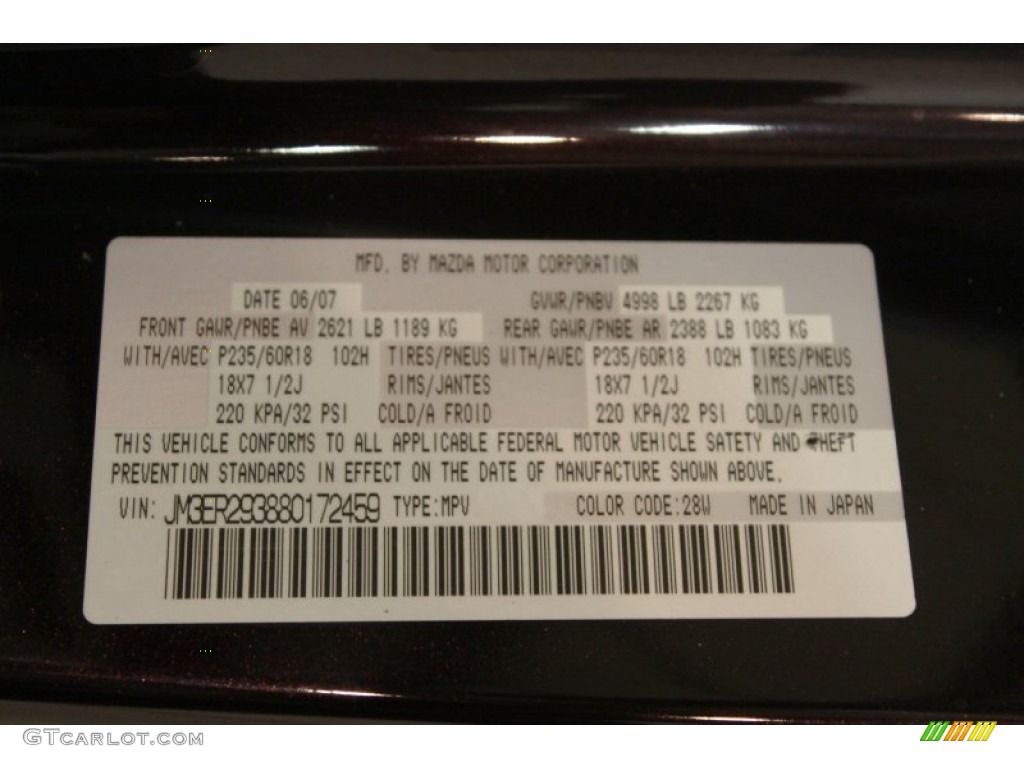 MFD. BY MAZDA MOTOR CORPORATION
DATE 06/07 GVWR/PNBV 4998 LB 2267 KG
FRONT GAWR/PNBE AV 2621 LB 1189 KG REAR GAWR/PNBE AR 2388 LB 1083 KG
WITH/AVEC P235/60R18 102H TIRES/PNEUS WITH/AVEC P235/60R18 102H TIRES/PNEUS
18X7 1/2J RIMS/JANTES 18X7 1/2J RIMS/JANTES
220 KPA/32 PSI COLD/A FROID 220 KPA/32 PSI COLD/A FROID
THIS VEHICLE CONFORMS TO ALL APPLICABLE FEDERAL MOTOR VEHICLE SAFETY AND THEFT
PREVENTION STANDARDS IN EFFECT ON THE DATE OF MANUFACTURE SHOWN ABOVE.
VIN: JM3ER293880172459 TYPE:MPV COLOR CODE:28W MADE IN JAPAN
GTCarlot.com